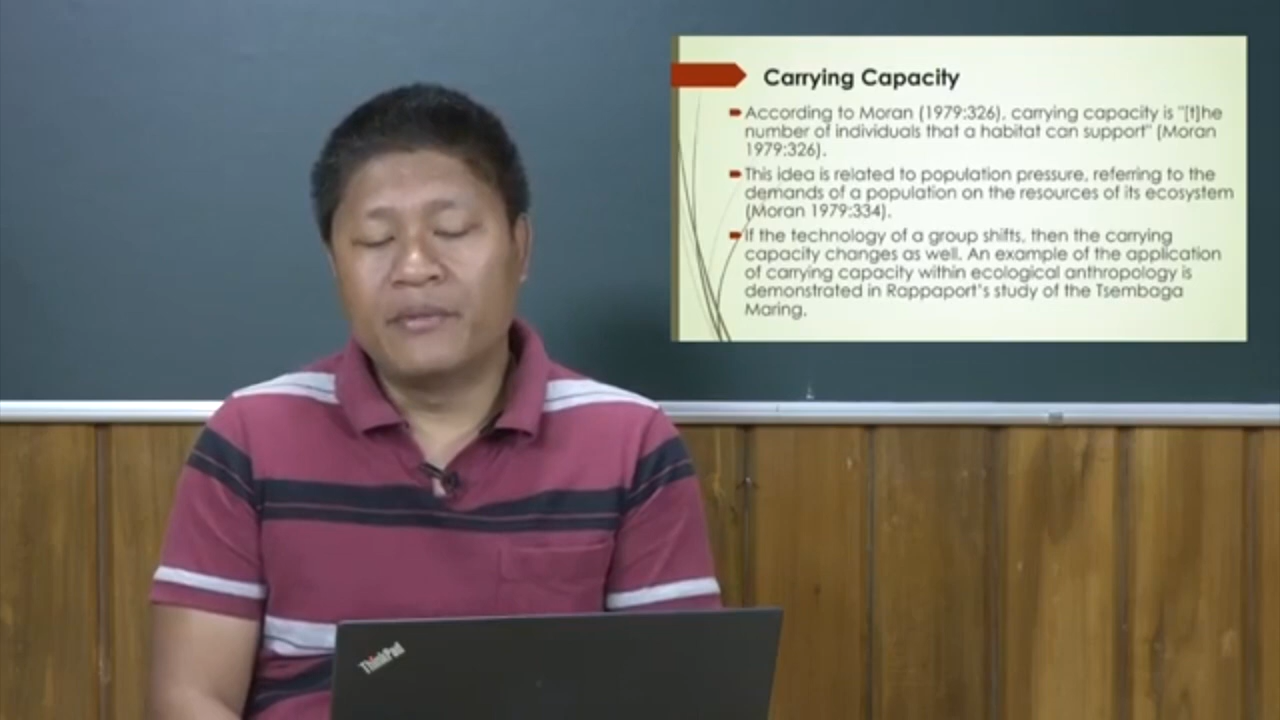 Carrying Capacity
According to Moran (1979:326), carrying capacity is "[t]he
number of individuals that a habitat can support" (Moran
1979:326).
This idea is related to population pressure, referring to the
demands of a population on the resources of its ecosystem
(Moran 1979:334).
If the technology of a group shifts, then the carrying
capacity changes as well. An example of the application
of carrying capacity within ecological anthropology is
demonstrated in Rappaport's study of the Tsembaga
Maring.
ThinkPad